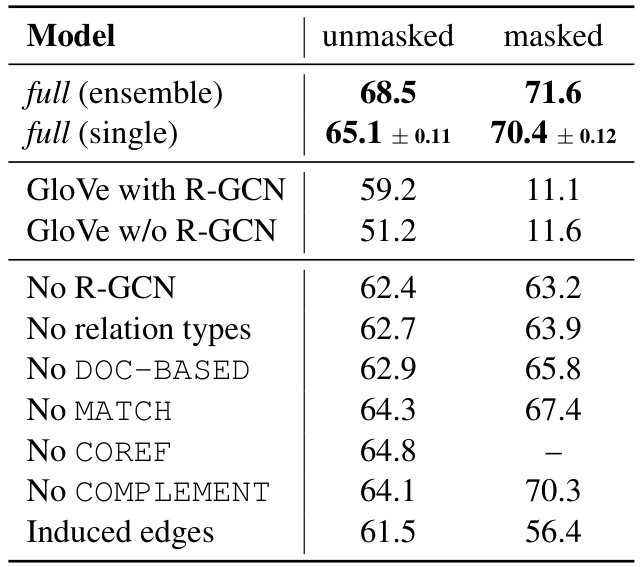 Model unmasked masked
full (ensemble) 68.5 71.6
full (single) 65.1 ± 0.11 70.4 ± 0.12
GloVe with R-GCN 59.2 11.1
GloVe w/o R-GCN 51.2 11.6
No R-GCN 62.4 63.2
No relation types 62.7 63.9
No DOC-BASED 62.9 65.8
No MATCH 64.3 67.4
No COREF 64.8 –
No COMPLEMENT 64.1 70.3
Induced edges 61.5 56.4